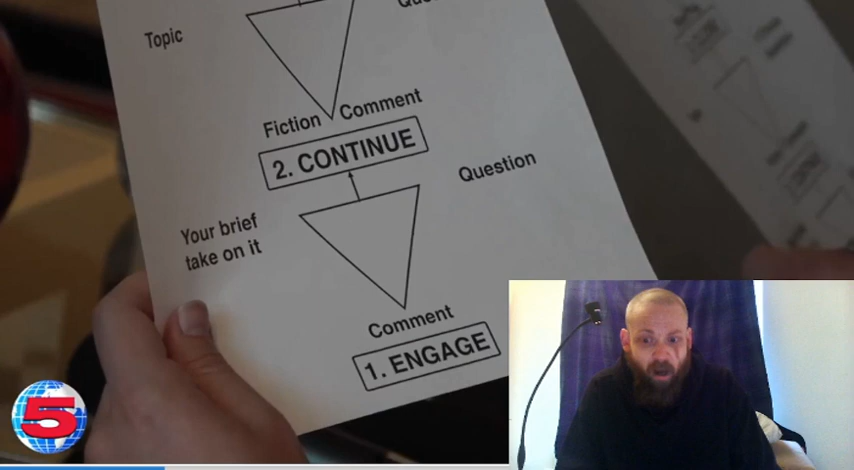 Topic
Fiction Comment
2. CONTINUE
Question
Your brief
take on it
Comment
1. ENGAGE
5